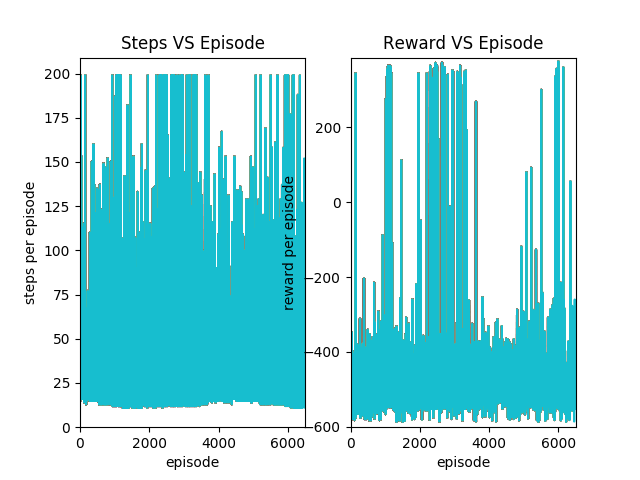 Steps VS Episode
steps per episode
200
175
150
125
100
75
50
25
0
0 2000 4000 6000
episode
Reward VS Episode
reward per episode
200
0
−200
−400
−600
0 2000 4000 6000
episode